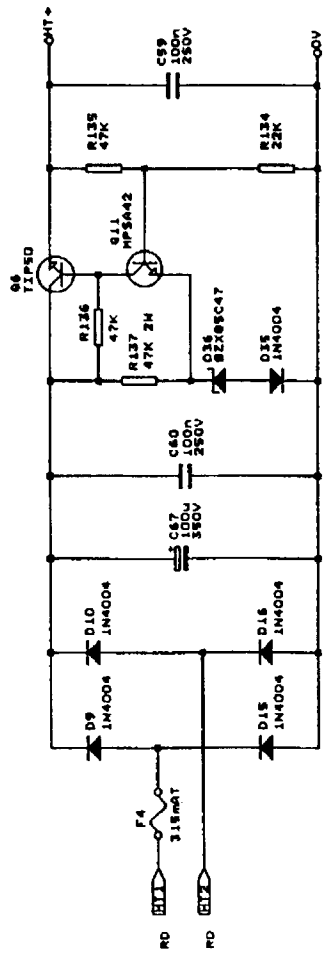 HT1
RD
HT2
RD
F4
315mAT
D9
1N4004
D10
1N4004
D15
1N4004
D16
1N4004
C67
100u
350V
+
C60
100n
250V
R136
47K
R137
47K 2W
D36
BZX85C47
D35
1N4004
Q6
TIP50
Q11
MPSA42
R135
47K
R134
22K
C59
100n
250V
HT+
0V